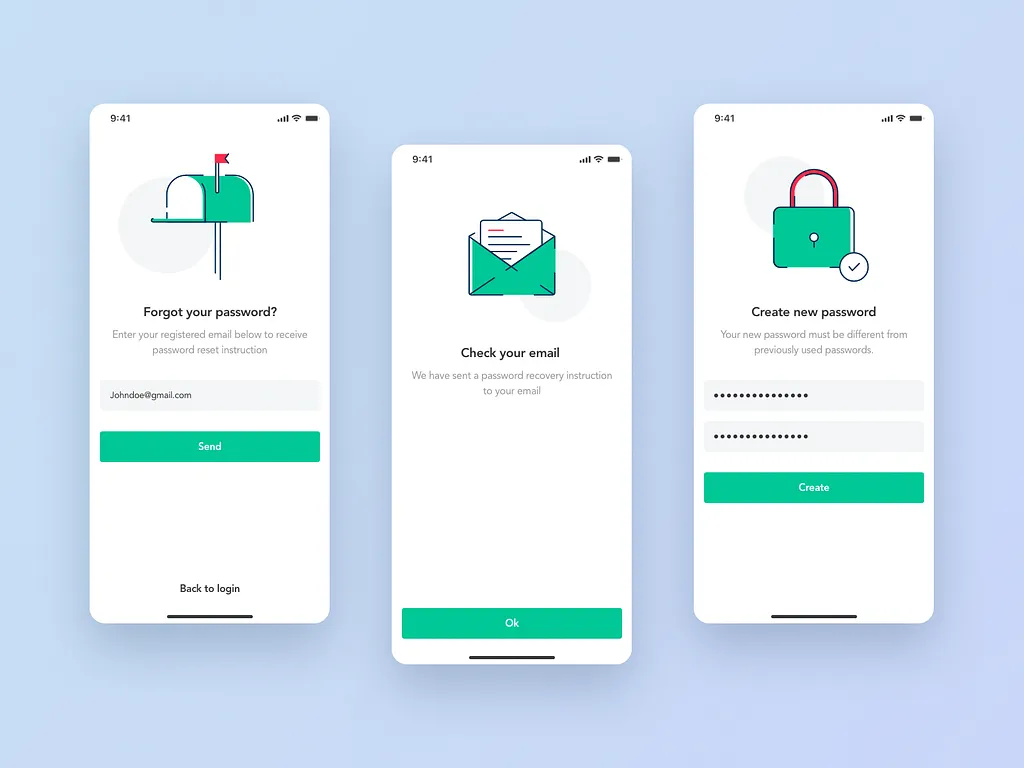 9:41
Forgot your password?
Enter your registered email below to receive
password reset instruction
Johndoe@gmail.com
Send
Back to login
9:41
Check your email
We have sent a password recovery instruction
to your email
Ok
9:41
Create new password
Your new password must be different from
previously used passwords.
•••••••••••••••
•••••••••••••••
Create